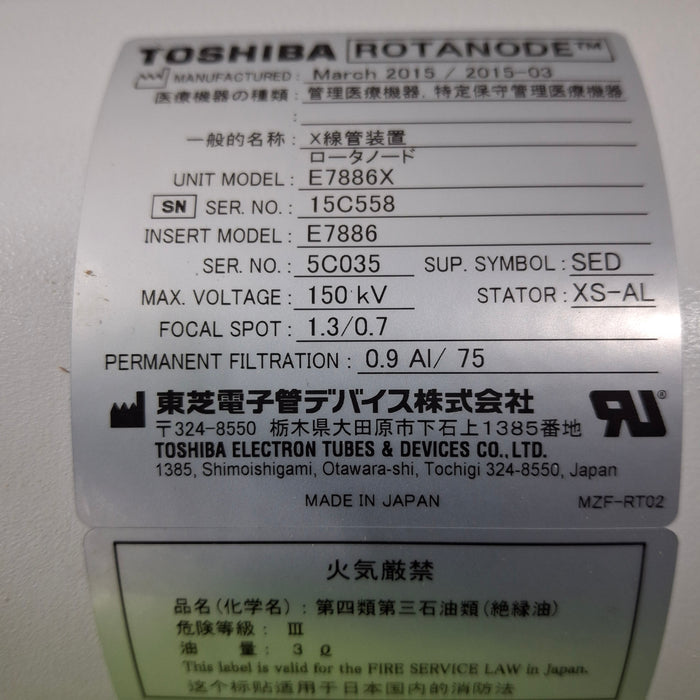 TOSHIBA ROTANODE™
MANUFACTURED: March 2015 / 2015-03
医療機器の種類: 管理医療機器, 特定保守管理医療機器
:
一般的名称: X線管装置
ロータノード
UNIT MODEL: E7886X
SN SER. NO.: 15C558
INSERT MODEL: E7886
SER. NO.: 5C035 SUP. SYMBOL: SED
MAX. VOLTAGE: 150 kV STATOR: XS-AL
FOCAL SPOT: 1.3/0.7
PERMANENT FILTRATION: 0.9 Al/ 75
東芝電子管デバイス株式会社
〒324-8550 栃木県大田原市下石上1385番地
TOSHIBA ELECTRON TUBES & DEVICES CO., LTD.
1385, Shimoishigami, Otawara-shi, Tochigi 324-8550, Japan
MADE IN JAPAN MZF-RT02
火気厳禁
品名(化学名): 第四類第三石油類(絶縁油)
危険等級: Ⅲ
油 量: 3 ℓ
This label is valid for the FIRE SERVICE LAW in Japan.
这个标贴适用于日本国内的消防法